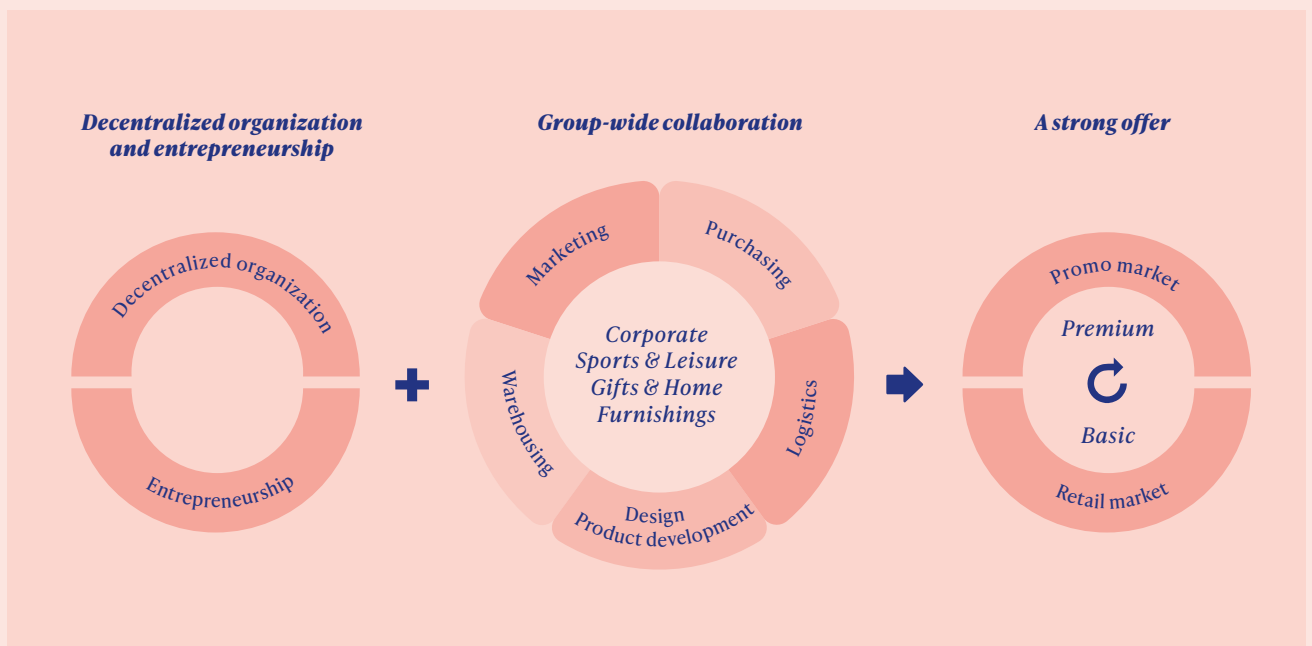 Decentralized organization
and entrepreneurship
Decentralized organization
Entrepreneurship
Group-wide collaboration
Marketing
Purchasing
Logistics
Design
Product development
Warehousing
Corporate
Sports & Leisure
Gifts & Home
Furnishings
A strong offer
Promo market
Premium
Basic
Retail market